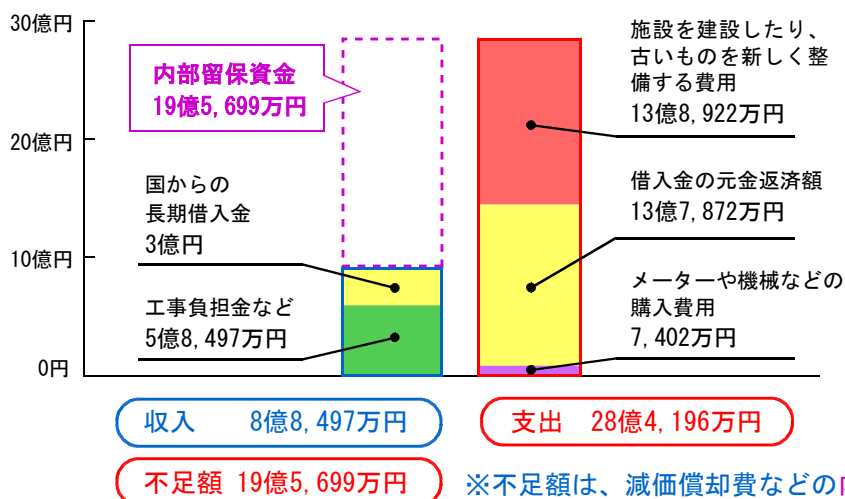 30億円
20億円
10億円
0円
内部留保資金
19億5,699万円
国からの
長期借入金
3億円
工事負担金など
5億8,497万円
施設を建設したり、
古いものを新しく整
備する費用
13億8,922万円
借入金の元金返済額
13億7,872万円
メーターや機械などの
購入費用
7,402万円
収入 8億8,497万円
支出 28億4,196万円
不足額 19億5,699万円
※不足額は、減価償却費などの